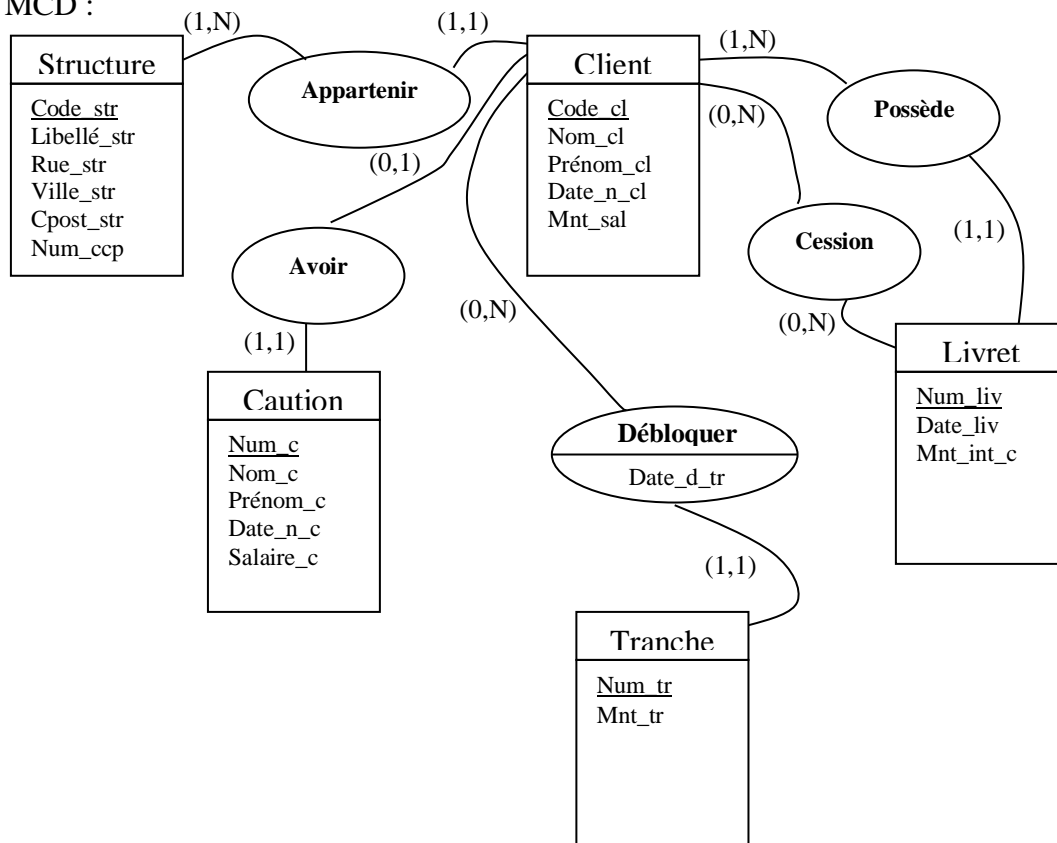 MCD :
(1,N)
(1,1)
(1,N)
Structure
Code_str
Libellé_str
Rue_str
Ville_str
Cpost_str
Num_ccp
Appartenir
Client
Code_cl
Nom_cl
Prénom_cl
Date_n_cl
Mnt_sal
Possède
(0,N)
(0,1)
Cession
(1,1)
Avoir
(0,N)
(0,N)
(1,1)
Livret
Num_liv
Date_liv
Mnt_int_c
Caution
Num_c
Nom_c
Prénom_c
Date_n_c
Salaire_c
Débloquer
Date_d_tr
(1,1)
Tranche
Num_tr
Mnt_tr